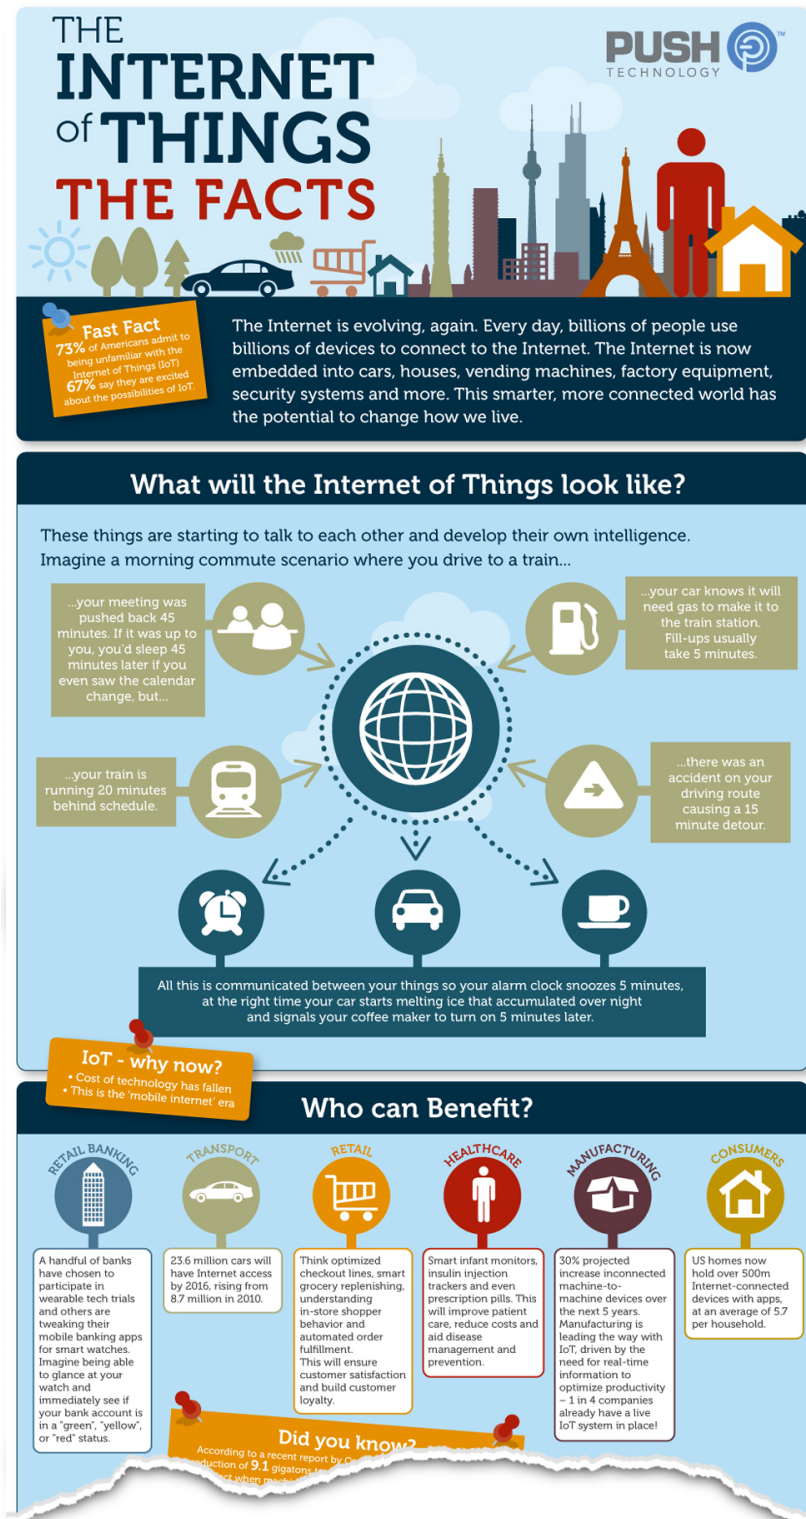 THE
INTERNET
of THINGS
THE FACTS
PUSH
TECHNOLOGY
TM
Fast Fact
73% of Americans admit to
being unfamiliar with the
Internet of Things (IoT)
67% say they are excited
about the possibilities of IoT.
The Internet is evolving, again. Every day, billions of people use
billions of devices to connect to the Internet. The Internet is now
embedded into cars, houses, vending machines, factory equipment,
security systems and more. This smarter, more connected world has
the potential to change how we live.
What will the Internet of Things look like?
These things are starting to talk to each other and develop their own intelligence.
Imagine a morning commute scenario where you drive to a train...
...your meeting was
pushed back 45
minutes. If it was up to
you, you'd sleep 45
minutes later if you
even saw the calendar
change, but...
...your car knows it will
need gas to make it to
the train station.
Fill-ups usually
take 5 minutes.
...your train is
running 20 minutes
behind schedule.
...there was an
accident on your
driving route
causing a 15
minute detour.
All this is communicated between your things so your alarm clock snoozes 5 minutes,
at the right time your car starts melting ice that accumulated over night
and signals your coffee maker to turn on 5 minutes later.
IoT - why now?
• Cost of technology has fallen
• This is the 'mobile internet' era
Who can Benefit?
RETAIL BANKING
A handful of banks
have chosen to
participate in
wearable tech trials
and others are
tweaking their
mobile banking apps
for smart watches.
Imagine being able
to glance at your
watch and
immediately see if
your bank account is
in a "green", "yellow",
or "red" status.
TRANSPORT
23.6 million cars will
have Internet access
by 2016, rising from
8.7 million in 2010.
RETAIL
Think optimized
checkout lines, smart
grocery replenishing,
understanding
in-store shopper
behavior and
automated order
fulfillment.
This will ensure
customer satisfaction
and build customer
loyalty.
HEALTHCARE
Smart infant monitors,
insulin injection
trackers and even
prescription pills. This
will improve patient
care, reduce costs and
aid disease
management and
prevention.
MANUFACTURING
30% projected
increase inconnected
machine-to-
machine devices over
the next 5 years.
Manufacturing is
leading the way with
IoT, driven by the
need for real-time
information to
optimize productivity
– 1 in 4 companies
already have a live
IoT system in place!
CONSUMERS
US homes now
hold over 500m
Internet-connected
devices with apps,
at an average of 5.7
per household.
Did you know?
According to a recent report by
of 9.1 gigatons
when